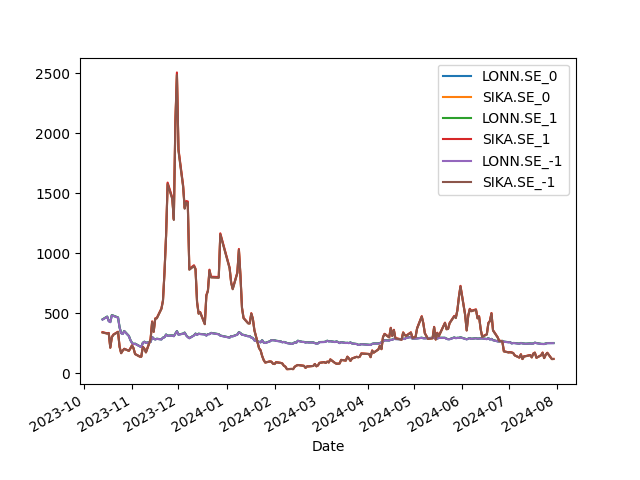 2500
2000
1500
1000
500
0
LONN.SE_0
SIKA.SE_0
LONN.SE_1
SIKA.SE_1
LONN.SE_-1
SIKA.SE_-1
2023-10
2023-11
2023-12
2024-01
2024-02
2024-03
2024-04
2024-05
2024-06
2024-07
2024-08
Date